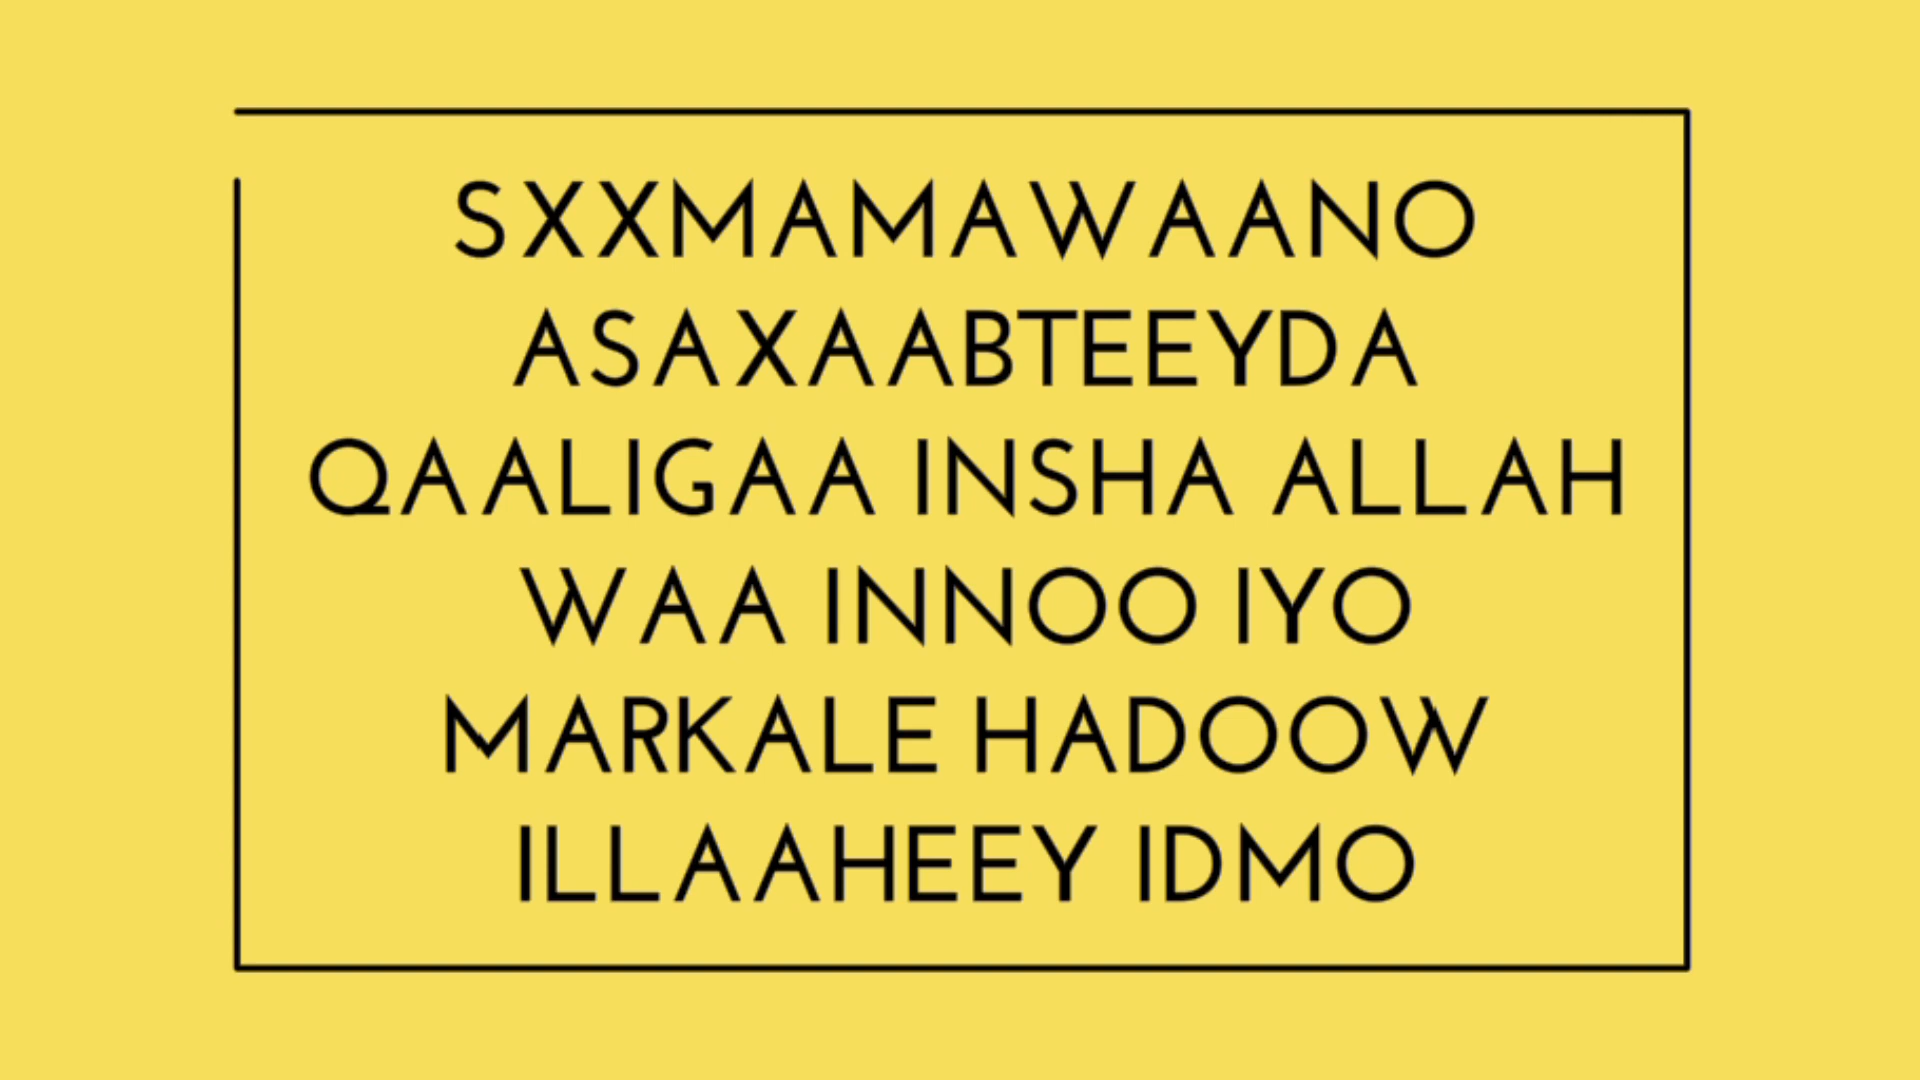 SXXMAMAWAANO
ASAXAABTEEYDA
QAALIGAA INSHA ALLAH
WAA INNOO IYO
MARKALE HADOOW
ILLAAHEEY IDMO